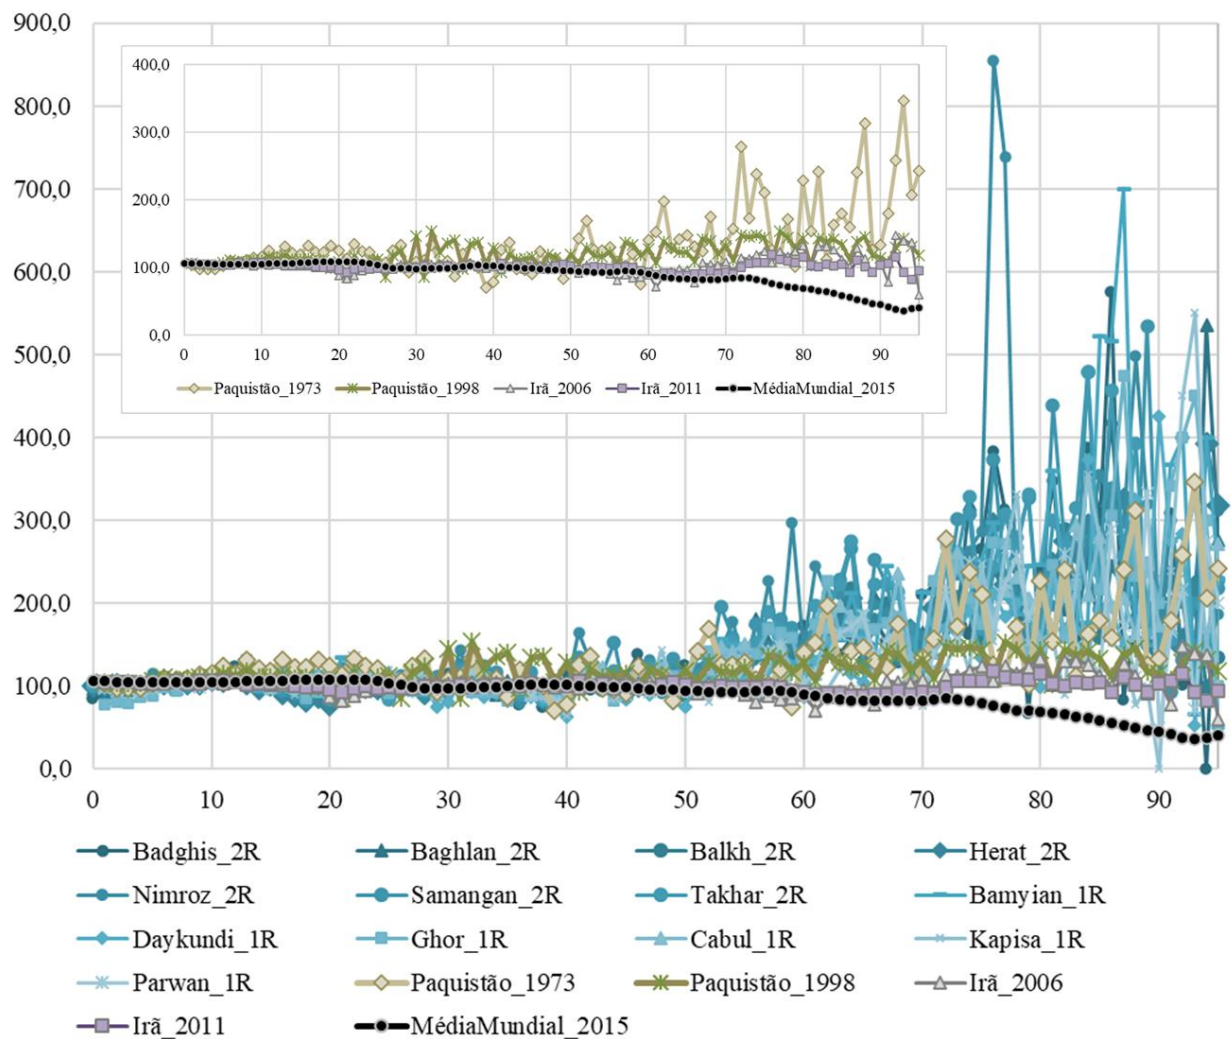 900,0
800,0
700,0
600,0
500,0
400,0
300,0
200,0
100,0
0,0
0 10 20 30 40 50 60 70 80 90
400,0
300,0
200,0
100,0
0,0
0 10 20 30 40 50 60 70 80 90
Paquistão_1973 Paquistão_1998 Irã_2006 Irã_2011 MédiaMundial_2015
Badghis_2R Baghlan_2R Balkh_2R Herat_2R
Nimroz_2R Samangan_2R Takhar_2R Bamyian_1R
Daykundi_1R Ghor_1R Cabul_1R Kapisa_1R
Parwan_1R Paquistão_1973 Paquistão_1998 Irã_2006
Irã_2011 MédiaMundial_2015